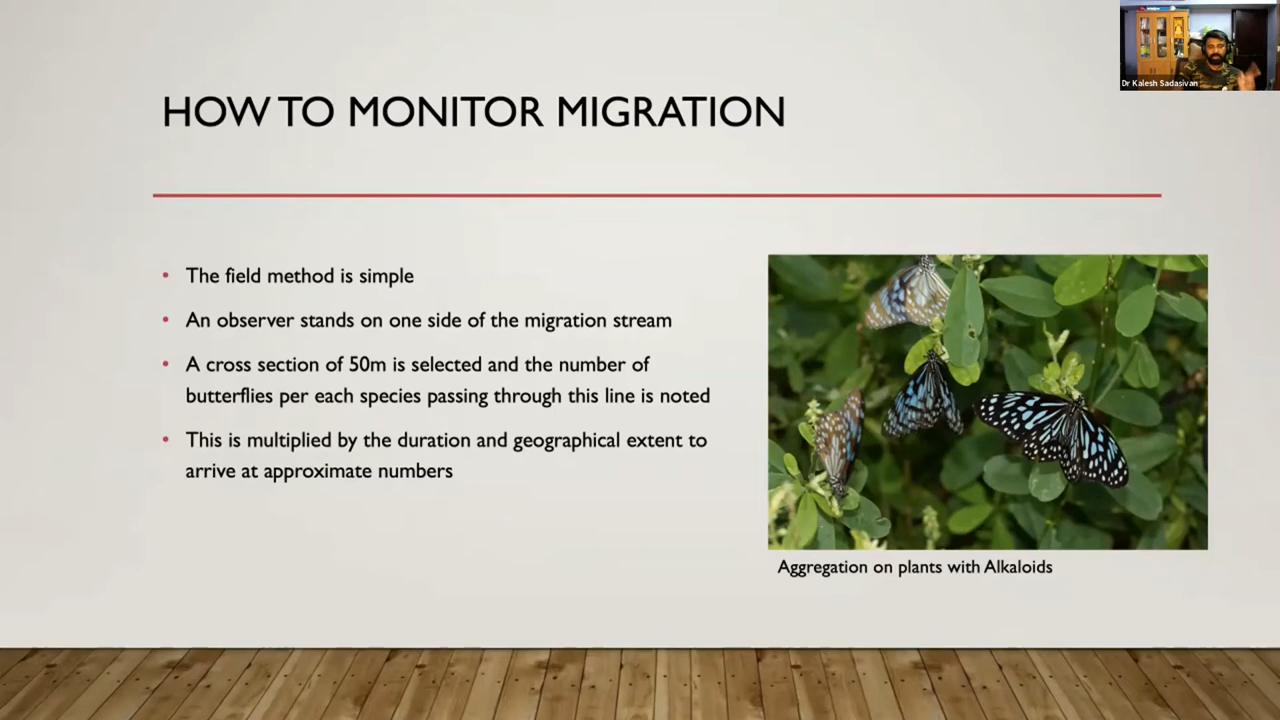 Dr Kalesh Sadasivan
HOW TO MONITOR MIGRATION
• The field method is simple
• An observer stands on one side of the migration stream
• A cross section of 50m is selected and the number of
butterflies per each species passing through this line is noted
• This is multiplied by the duration and geographical extent to
arrive at approximate numbers
Aggregation on plants with Alkaloids